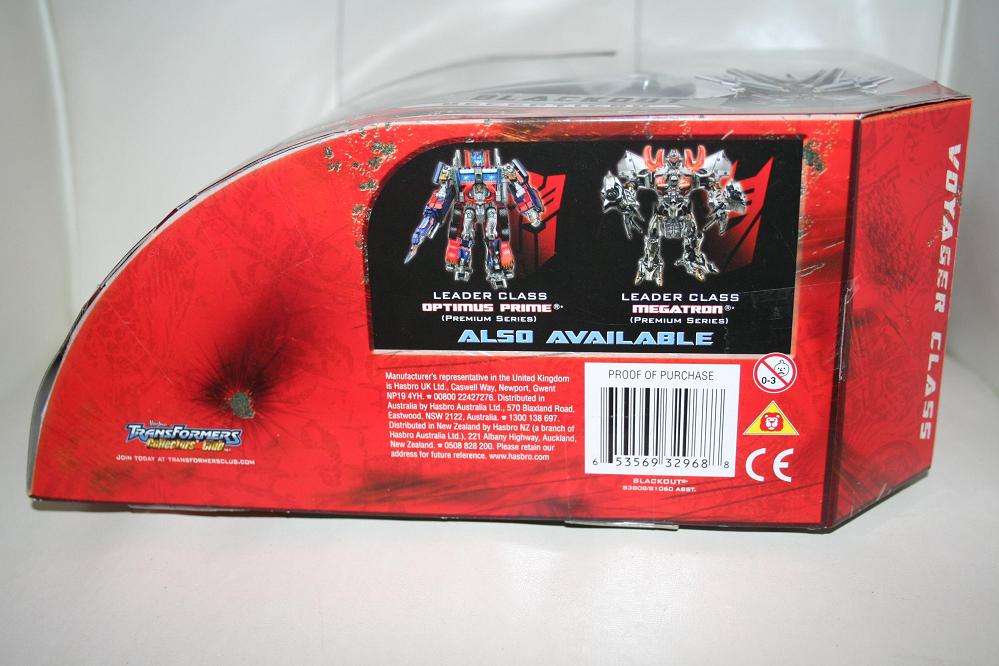 BLACKOUT
VOYAGER CLASS
LEADER CLASS
OPTIMUS PRIME®*
(PREMIUM SERIES)
LEADER CLASS
MEGATRON®*
(PREMIUM SERIES)
ALSO AVAILABLE
Manufacturer's representative in the United Kingdom
is Hasbro UK Ltd., Caswell Way, Newport, Gwent
NP19 4YH. ☎ 00800 22427276. Distributed in
Australia by Hasbro Australia Ltd., 570 Blaxland Road,
Eastwood, NSW 2122, Australia. ☎ 1300 138 697.
Distributed in New Zealand by Hasbro NZ (a branch of
Hasbro Australia Ltd.), 221 Albany Highway, Auckland,
New Zealand. ☎ 0508 828 200. Please retain our
address for future reference. www.hasbro.com
PROOF OF PURCHASE
6 53569 32968 8
BLACKOUT®*
83808/81060 ASST.
0-3
CE
TRANSFORMERS
COLLECTORS' CLUB
JOIN TODAY AT TRANSFORMERSCLUB.COM